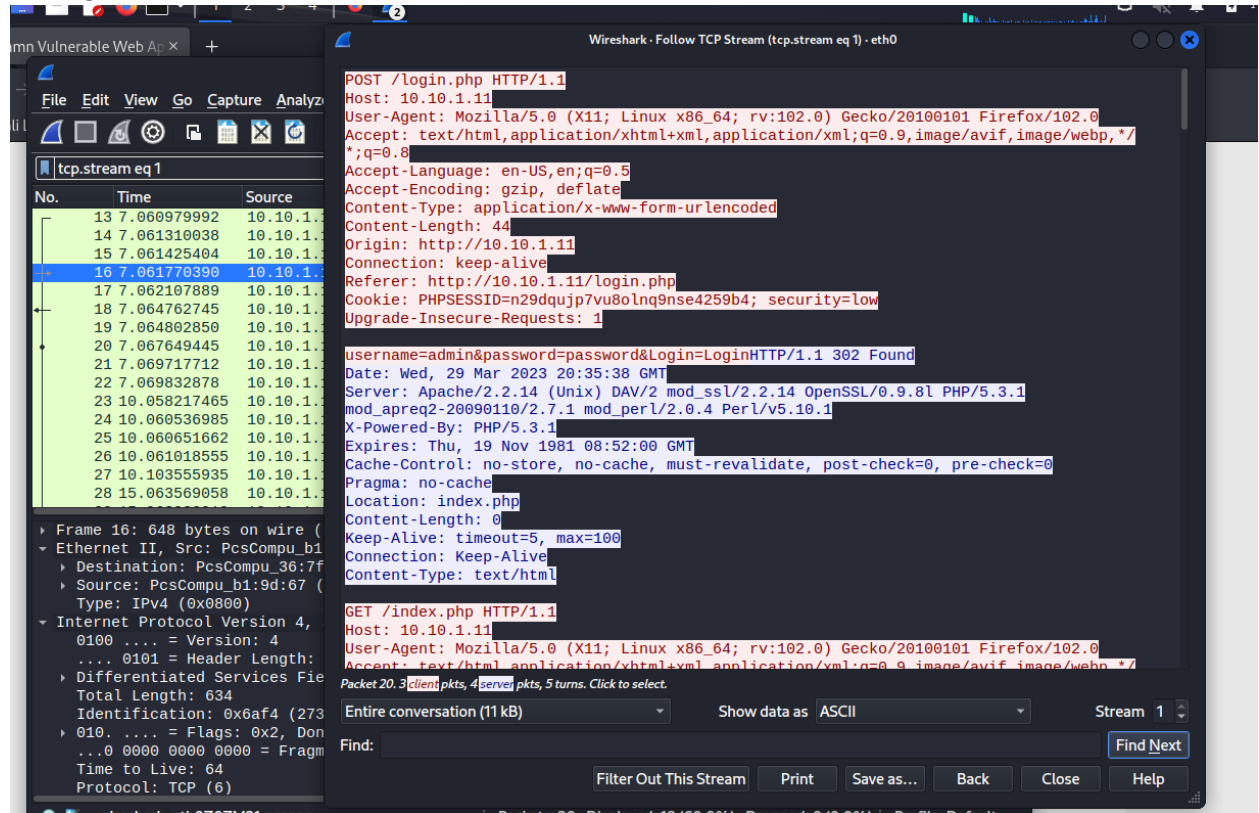 2 3 4
2
mn Vulnerable Web Ap × +
Wireshark · Follow TCP Stream (tcp.stream eq 1) · eth0
File Edit View Go Capture Analyz
tcp.stream eq 1
No. Time Source
13 7.060979992 10.10.1.
14 7.061310038 10.10.1.
15 7.061425404 10.10.1.
16 7.061770390 10.10.1.
17 7.062107889 10.10.1.
18 7.064762745 10.10.1.
19 7.064802850 10.10.1.
20 7.067649445 10.10.1.
21 7.069717712 10.10.1.
22 7.069832878 10.10.1.
23 10.058217465 10.10.1.
24 10.060536985 10.10.1.
25 10.060651662 10.10.1.
26 10.061018555 10.10.1.
27 10.103555935 10.10.1.
28 15.063569058 10.10.1.
Frame 16: 648 bytes on wire (
Ethernet II, Src: PcsCompu_b1
Destination: PcsCompu_36:7f
Source: PcsCompu_b1:9d:67 (
Type: IPv4 (0x0800)
Internet Protocol Version 4,
0100 .... = Version: 4
.... 0101 = Header Length:
Differentiated Services Fie
Total Length: 634
Identification: 0x6af4 (273
010. .... = Flags: 0x2, Don
...0 0000 0000 0000 = Fragm
Time to Live: 64
Protocol: TCP (6)
POST /login.php HTTP/1.1
Host: 10.10.1.11
User-Agent: Mozilla/5.0 (X11; Linux x86_64; rv:102.0) Gecko/20100101 Firefox/102.0
Accept: text/html,application/xhtml+xml,application/xml;q=0.9,image/avif,image/webp,*/
*;q=0.8
Accept-Language: en-US,en;q=0.5
Accept-Encoding: gzip, deflate
Content-Type: application/x-www-form-urlencoded
Content-Length: 44
Origin: http://10.10.1.11
Connection: keep-alive
Referer: http://10.10.1.11/login.php
Cookie: PHPSESSID=n29dqujp7vu8olnq9nse4259b4; security=low
Upgrade-Insecure-Requests: 1
username=admin&password=password&Login=LoginHTTP/1.1 302 Found
Date: Wed, 29 Mar 2023 20:35:38 GMT
Server: Apache/2.2.14 (Unix) DAV/2 mod_ssl/2.2.14 OpenSSL/0.9.8l PHP/5.3.1
mod_apreq2-20090110/2.7.1 mod_perl/2.0.4 Perl/v5.10.1
X-Powered-By: PHP/5.3.1
Expires: Thu, 19 Nov 1981 08:52:00 GMT
Cache-Control: no-store, no-cache, must-revalidate, post-check=0, pre-check=0
Pragma: no-cache
Location: index.php
Content-Length: 0
Keep-Alive: timeout=5, max=100
Connection: Keep-Alive
Content-Type: text/html
GET /index.php HTTP/1.1
Host: 10.10.1.11
User-Agent: Mozilla/5.0 (X11; Linux x86_64; rv:102.0) Gecko/20100101 Firefox/102.0
Accept: text/html,application/xhtml+xml,application/xml;q=0.9,image/avif,image/webp,*/
Packet 20. 3 client pkts, 4 server pkts, 5 turns. Click to select.
Entire conversation (11 kB) Show data as ASCII Stream 1
Find: Find Next
Filter Out This Stream Print Save as... Back Close Help